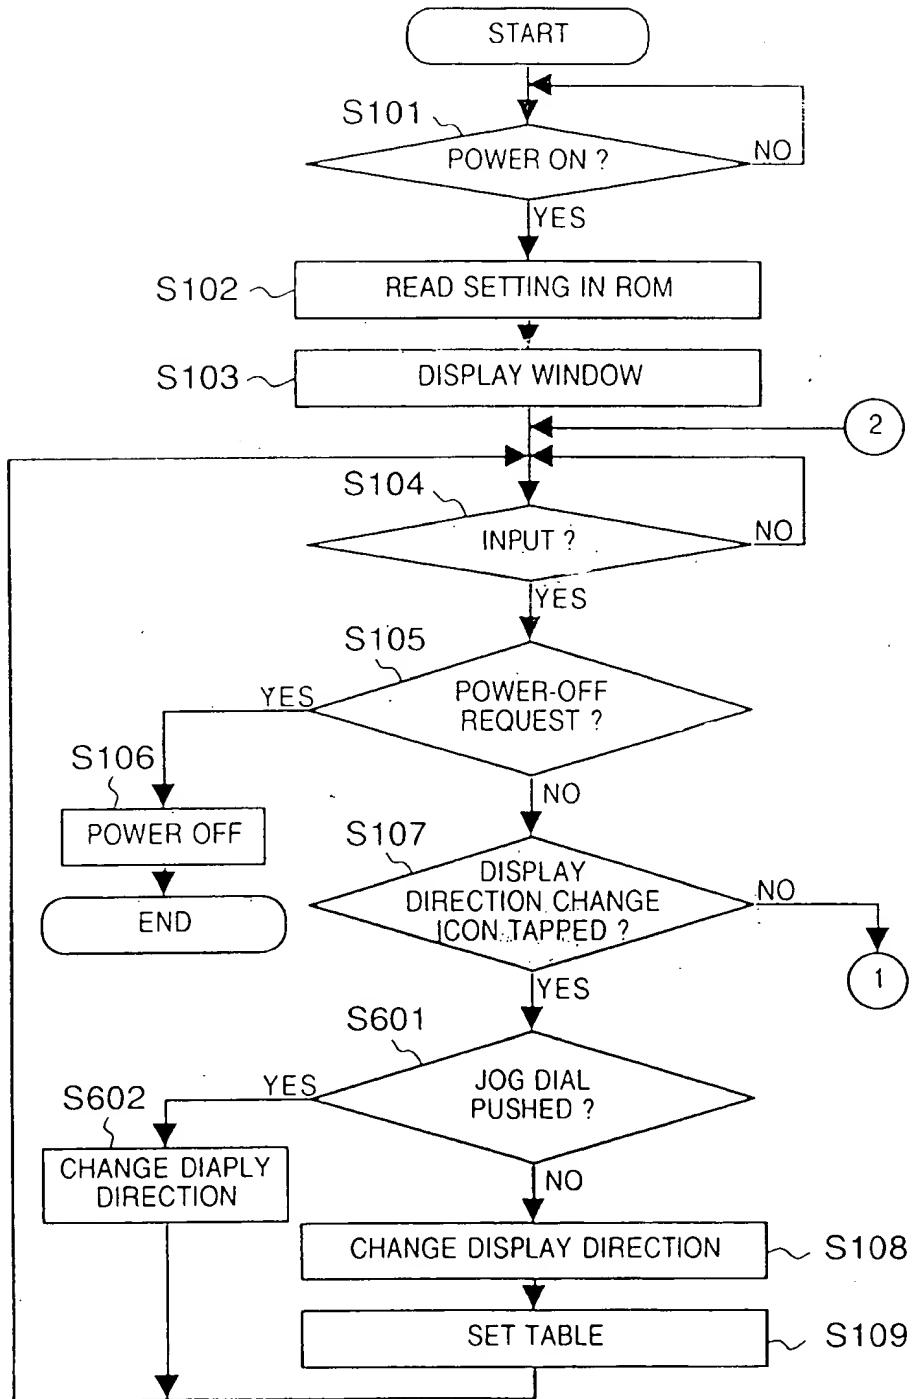 START
S101
POWER ON ?
NO
YES
S102
READ SETTING IN ROM
S103
DISPLAY WINDOW
2
S104
INPUT ?
NO
YES
S105
POWER-OFF
REQUEST ?
YES
S106
NO
POWER OFF
S107
DISPLAY
DIRECTION CHANGE
ICON TAPPED ?
NO
END
1
YES
S601
JOG DIAL
PUSHED ?
YES
S602
CHANGE DIAPLY
DIRECTION
NO
CHANGE DISPLAY DIRECTION
S108
SET TABLE
S109